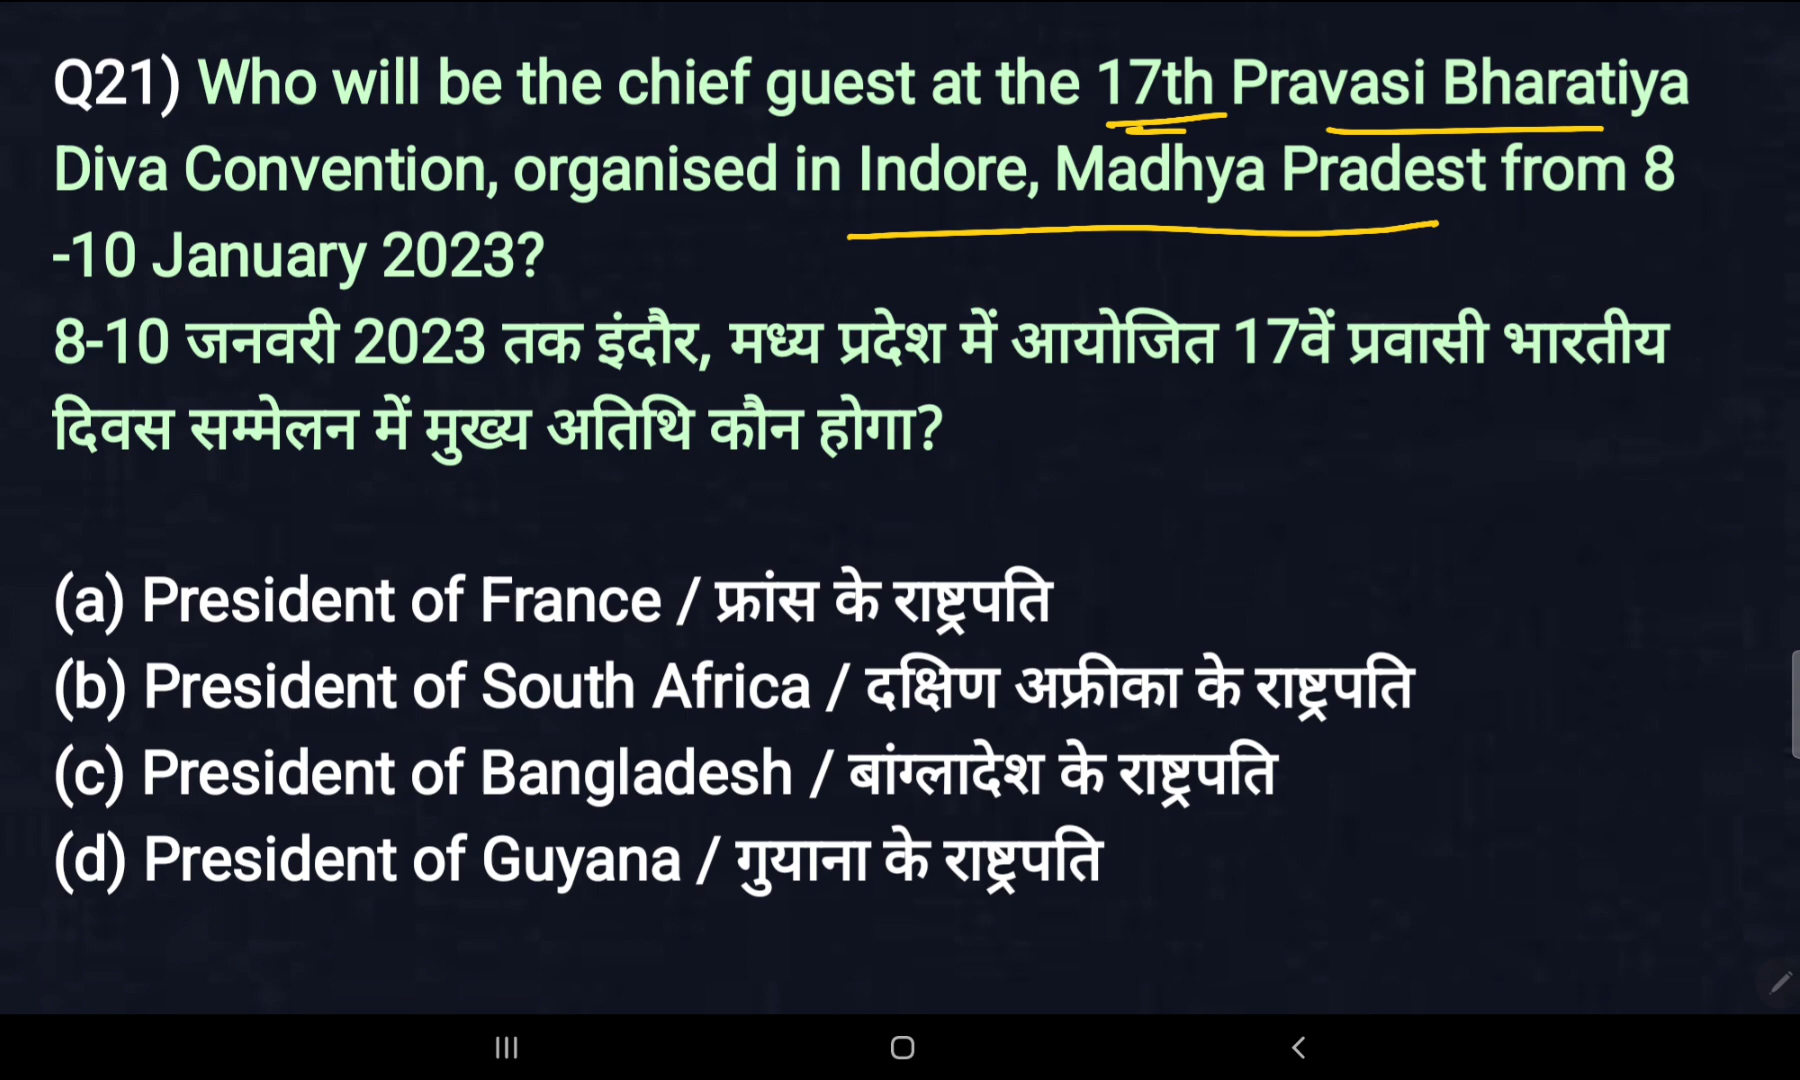 Q21) Who will be the chief guest at the 17th Pravasi Bharatiya
Diva Convention, organised in Indore, Madhya Pradest from 8
-10 January 2023?
8-10 जनवरी 2023 तक इंदौर, मध्य प्रदेश में आयोजित 17वें प्रवासी भारतीय
दिवस सम्मेलन में मुख्य अतिथि कौन होगा?
(a) President of France / फ्रांस के राष्ट्रपति
(b) President of South Africa / दक्षिण अफ्रीका के राष्ट्रपति
(c) President of Bangladesh / बांग्लादेश के राष्ट्रपति
(d) President of Guyana / गुयाना के राष्ट्रपति